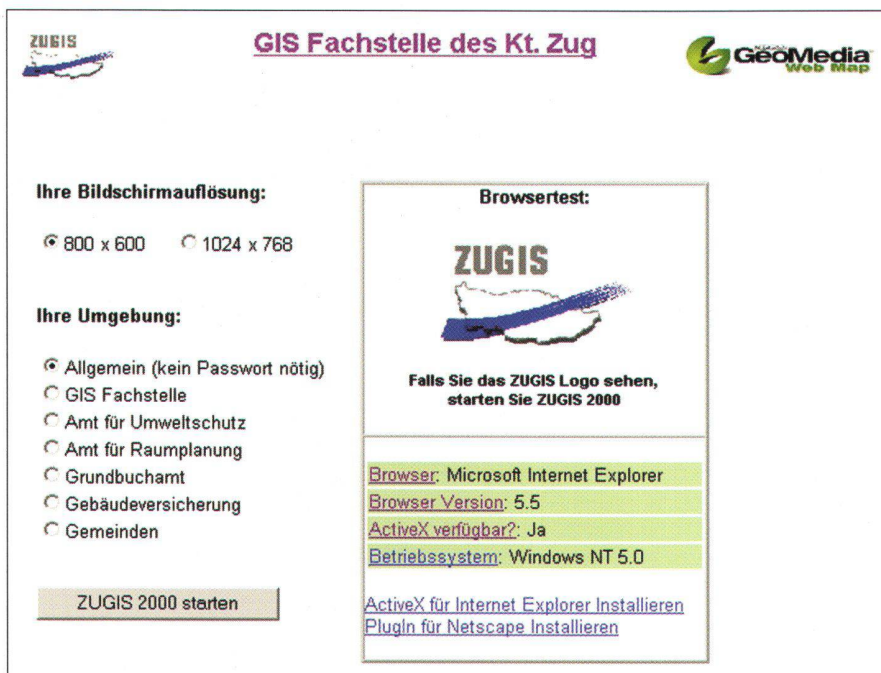 ZUGIS
GIS Fachstelle des Kt. Zug
GeoMedia
Web Map
Ihre Bildschirmauflösung:
800 x 600 1024 x 768
Ihre Umgebung:
Allgemein (kein Passwort nötig)
GIS Fachstelle
Amt für Umweltschutz
Amt für Raumplanung
Grundbuchamt
Gebäudeversicherung
Gemeinden
ZUGIS 2000 starten
Browsertest:
ZUGIS
Falls Sie das ZUGIS Logo sehen,
starten Sie ZUGIS 2000
Browser: Microsoft Internet Explorer
Browser Version: 5.5
ActiveX verfügbar?: Ja
Betriebssystem: Windows NT 5.0
ActiveX für Internet Explorer Installieren
PlugIn für Netscape Installieren